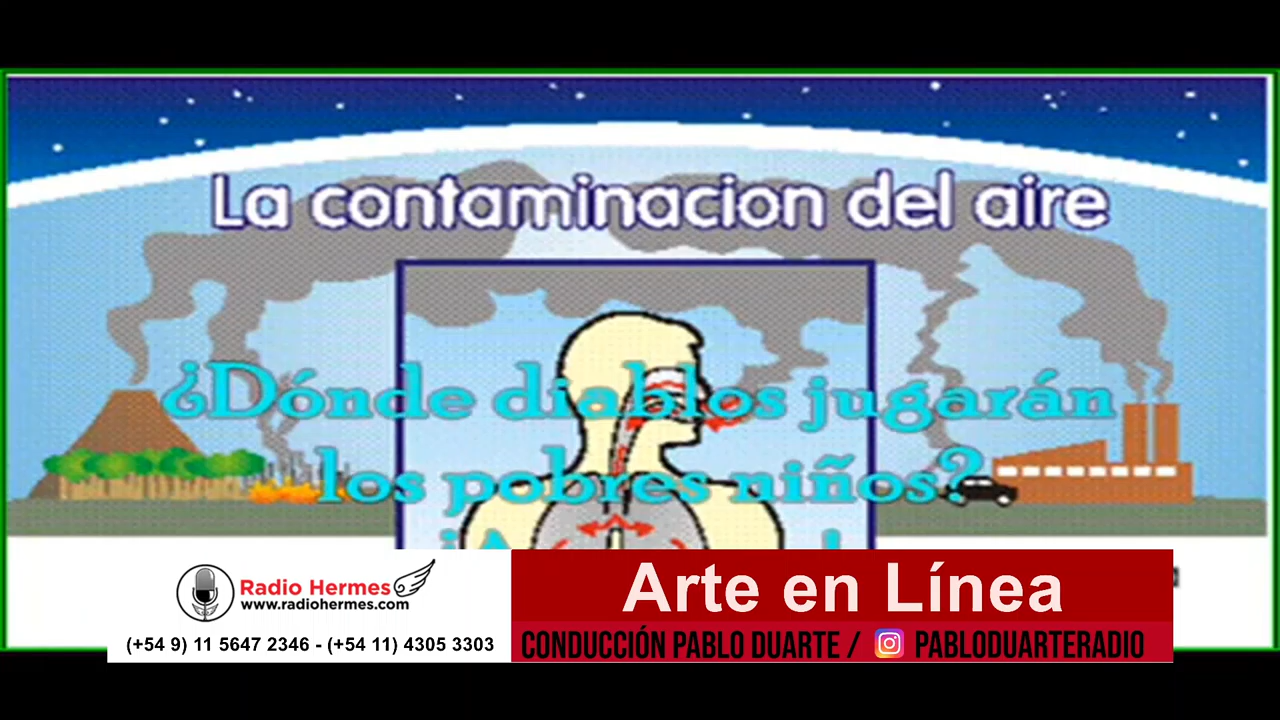 La contaminacion del aire
¿Dónde diablos jugarán
los pobres niños?
Radio Hermes
www.radiohermes.com
(+54 9) 11 5647 2346 - (+54 11) 4305 3303
Arte en Línea
CONDUCCIÓN PABLO DUARTE / PABLODUARTERADIO